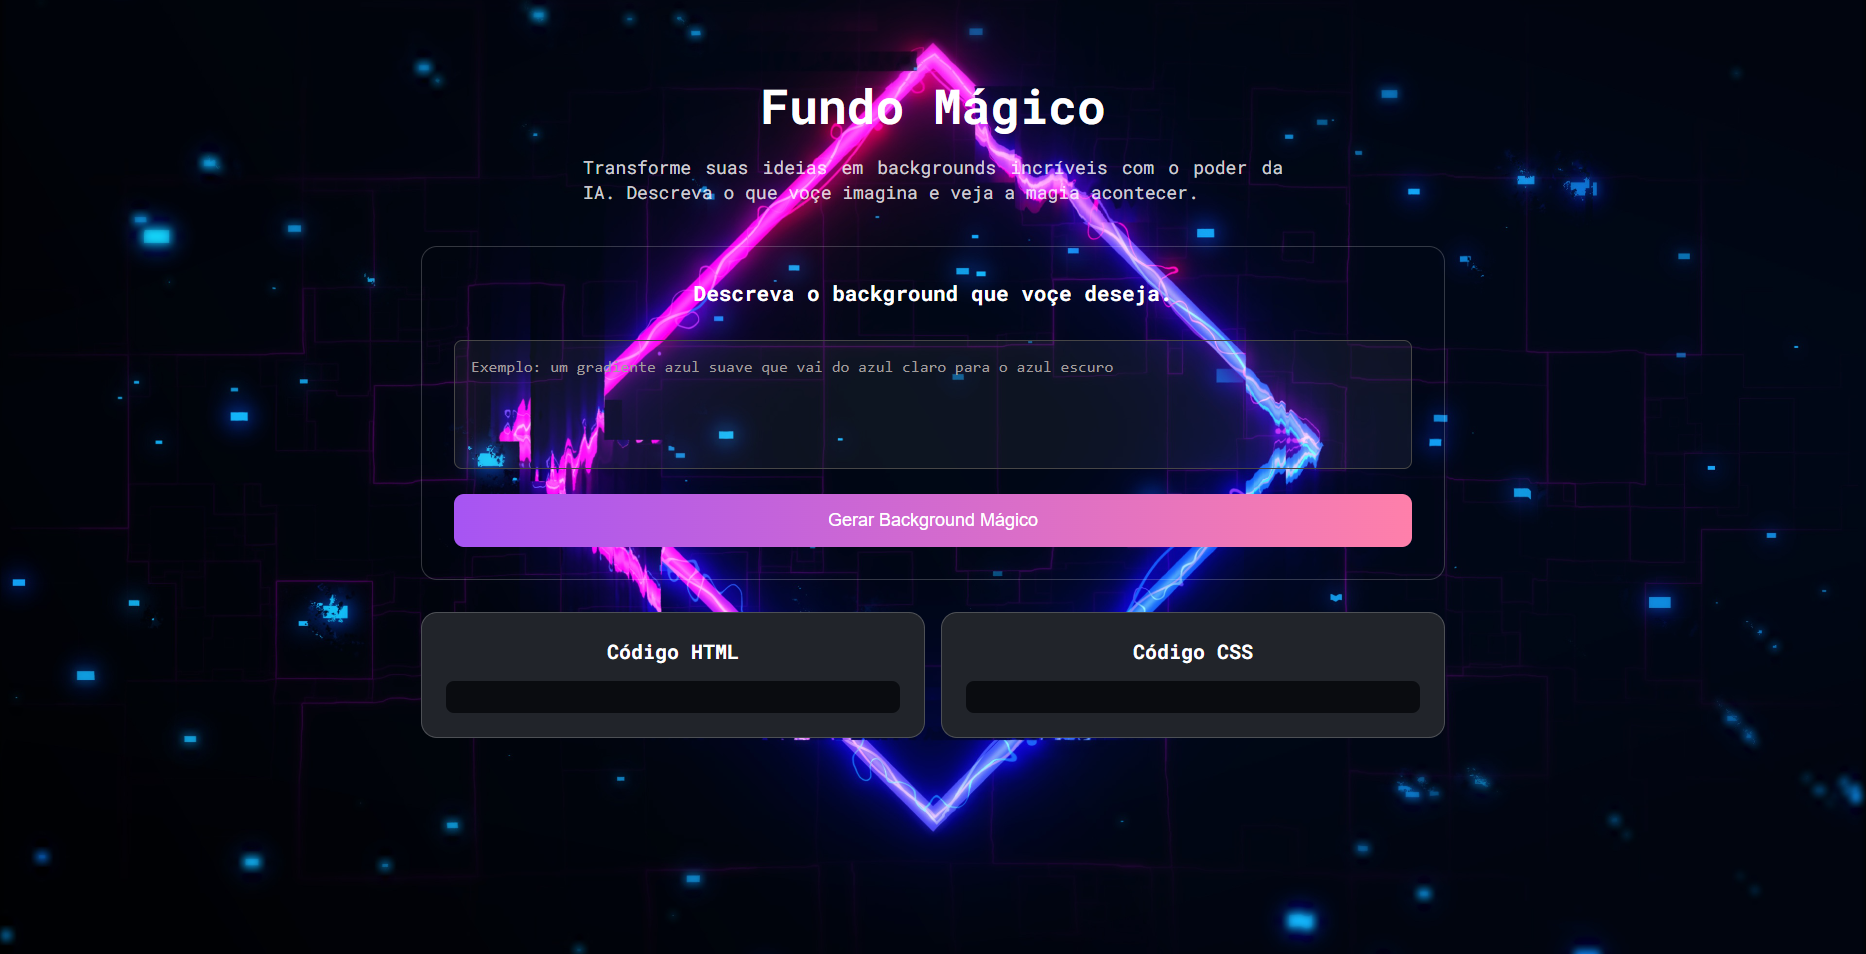 Fundo Mágico
Transforme suas ideias em backgrounds incríveis com o poder da
IA. Descreva o que voçe imagina e veja a magia acontecer.
Descreva o background que voçe deseja.
Exemplo: um gradiente azul suave que vai do azul claro para o azul escuro
Gerar Background Mágico
Código HTML
Código CSS